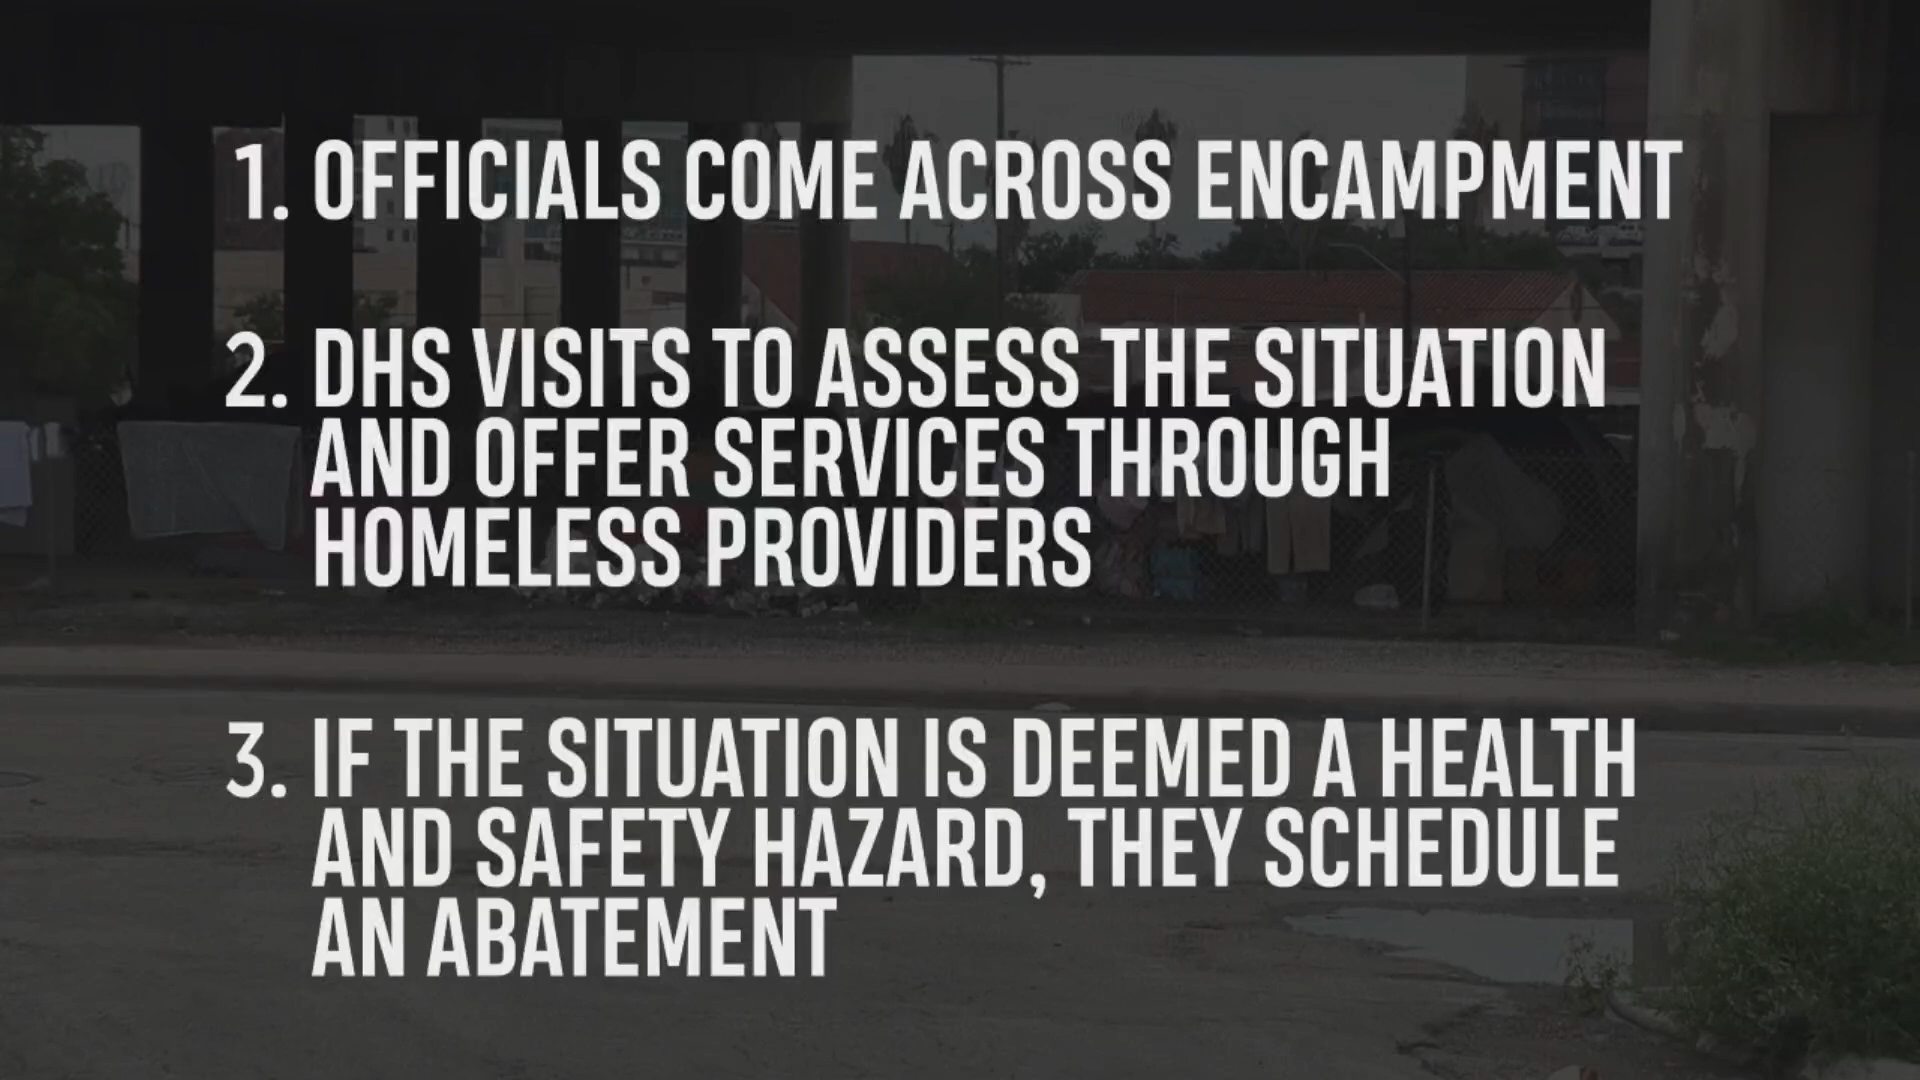 1. OFFICIALS COME ACROSS ENCAMPMENT
2. DHS VISITS TO ASSESS THE SITUATION
AND OFFER SERVICES THROUGH
HOMELESS PROVIDERS
3. IF THE SITUATION IS DEEMED A HEALTH
AND SAFETY HAZARD, THEY SCHEDULE
AN ABATEMENT